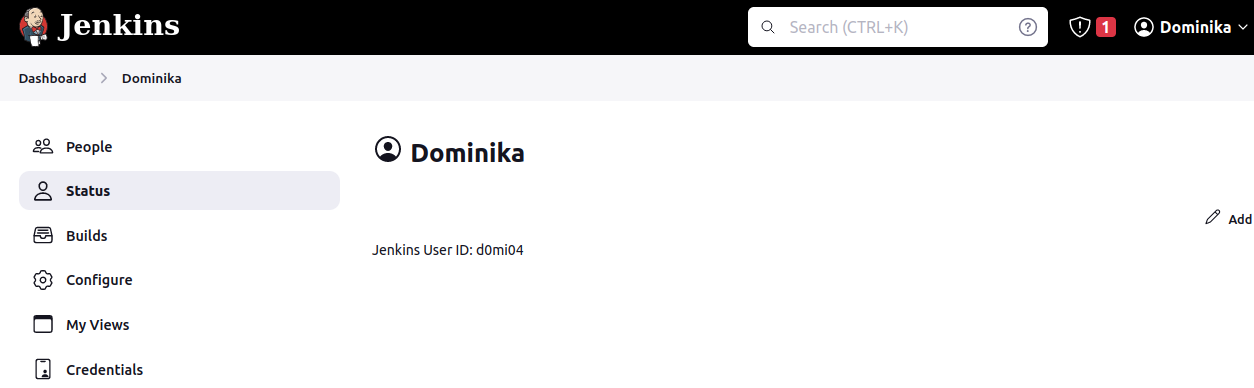 Jenkins
Search (CTRL+K)
1
Dominika
Dashboard
Dominika
People
Status
Builds
Configure
My Views
Credentials
Dominika
Add
Jenkins User ID: d0mi04